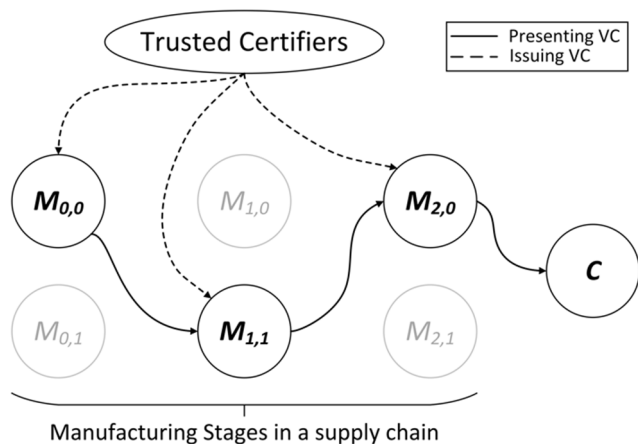 Trusted Certifiers
Presenting VC
Issuing VC
M0,0
M1,0
M2,0
C
M0,1
M1,1
M2,1
Manufacturing Stages in a supply chain